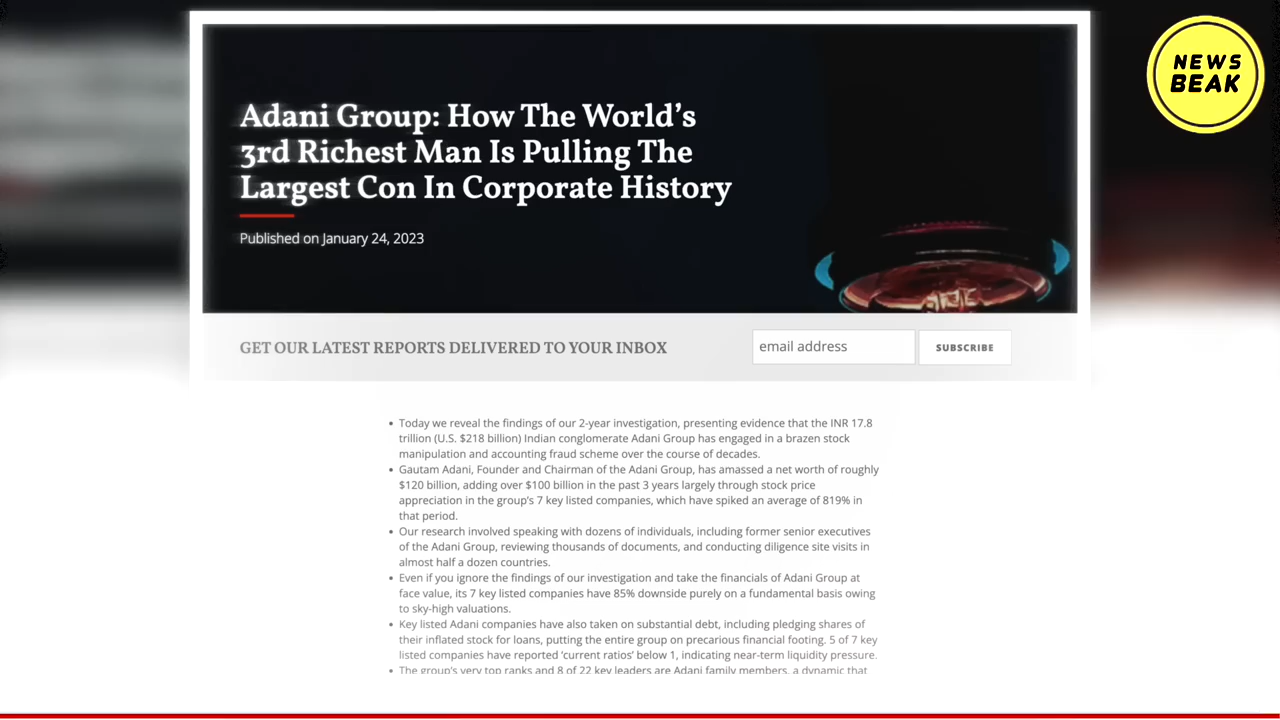 NEWS
BEAK
Adani Group: How The World's
3rd Richest Man Is Pulling The
Largest Con In Corporate History
Published on January 24, 2023
GET OUR LATEST REPORTS DELIVERED TO YOUR INBOX
email address
SUBSCRIBE
• Today we reveal the findings of our 2-year investigation, presenting evidence that the INR 17.8
trillion (U.S. $218 billion) Indian conglomerate Adani Group has engaged in a brazen stock
manipulation and accounting fraud scheme over the course of decades.
• Gautam Adani, Founder and Chairman of the Adani Group, has amassed a net worth of roughly
$120 billion, adding over $100 billion in the past 3 years largely through stock price
appreciation in the group's 7 key listed companies, which have spiked an average of 819% in
that period.
• Our research involved speaking with dozens of individuals, including former senior executives
of the Adani Group, reviewing thousands of documents, and conducting diligence site visits in
almost half a dozen countries.
• Even if you ignore the findings of our investigation and take the financials of Adani Group at
face value, its 7 key listed companies have 85% downside purely on a fundamental basis owing
to sky-high valuations.
• Key listed Adani companies have also taken on substantial debt, including pledging shares of
their inflated stock for loans, putting the entire group on precarious financial footing. 5 of 7 key
listed companies have reported 'current ratios' below 1, indicating near-term liquidity pressure.
• The group's very top ranks and 8 of 22 key leaders are Adani family members, a dynamic that